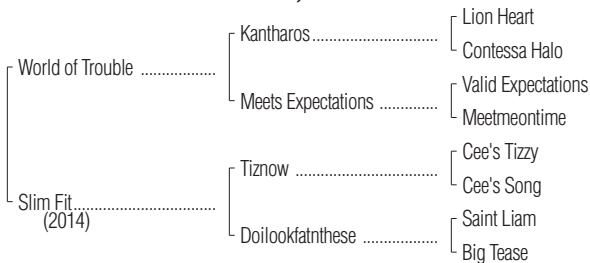 Lion Heart
Kantharos
Contessa Halo
World of Trouble
Valid Expectations
Meets Expectations
Meetmeontime
Cee's Tizzy
Tiznow
Cee's Song
Slim Fit
(2014)
Saint Liam
Doilookfatnthese
Big Tease